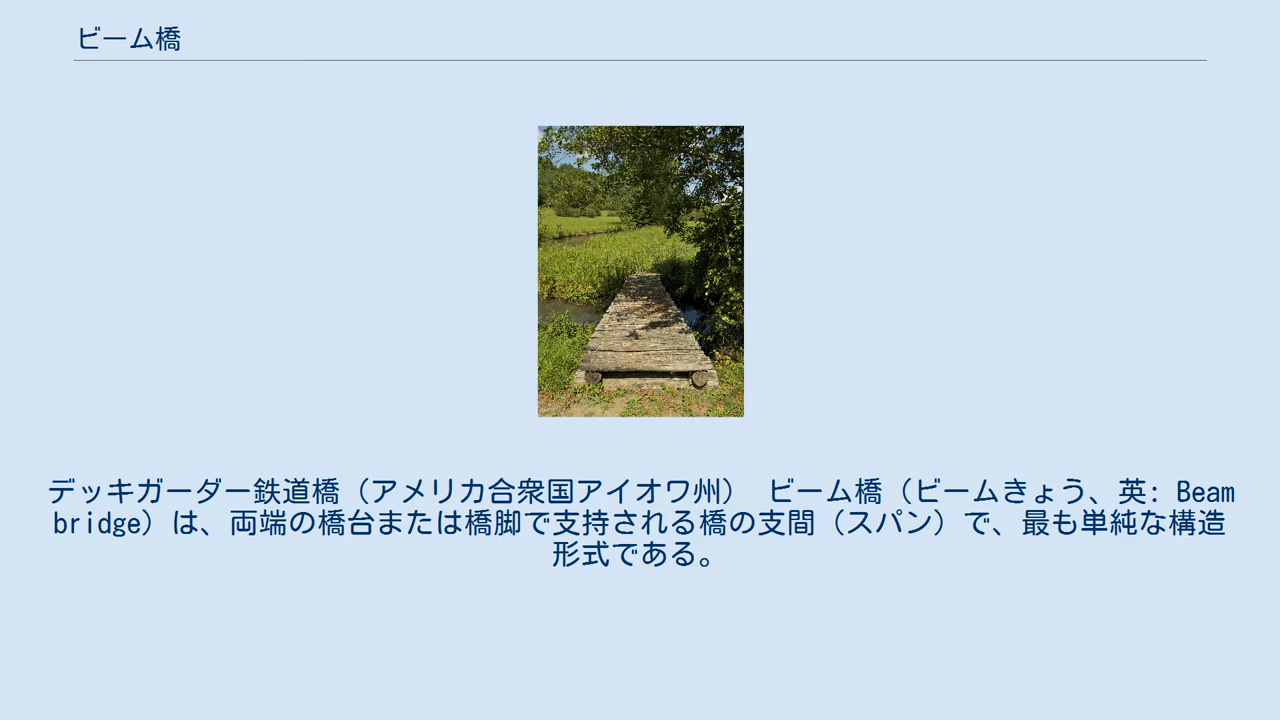 ビーム橋
デッキガーダー鉄道橋（アメリカ合衆国アイオワ州） ビーム橋（ビームきょう、英: Beam
bridge）は、両端の橋台または橋脚で支持される橋の支間（スパン）で、最も単純な構造
形式である。